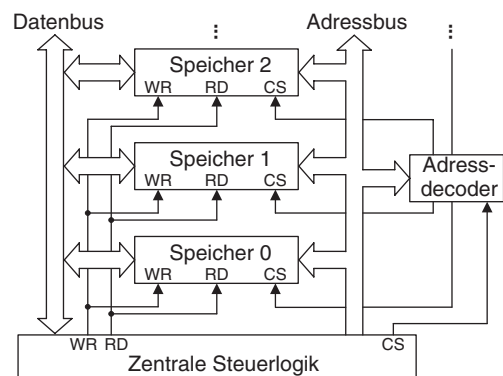 Datenbus
Adressbus
⋮
⋮
Speicher 2
WR RD CS
Speicher 1
WR RD CS
Adress-
decoder
Speicher 0
WR RD CS
WR RD
CS
Zentrale Steuerlogik